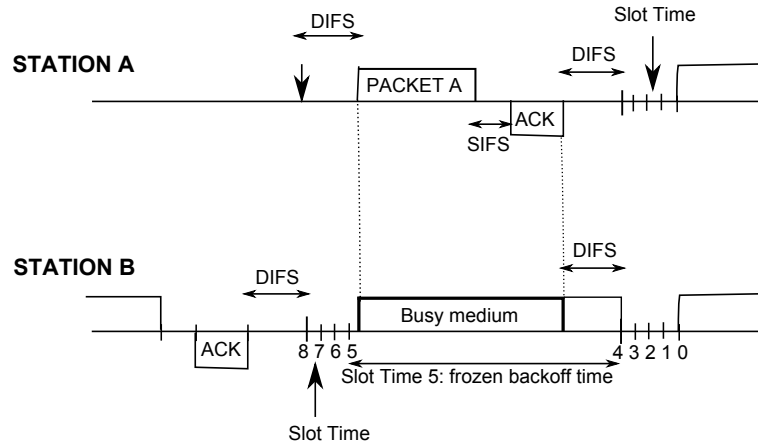 Slot Time
DIFS
DIFS
STATION A
PACKET A
ACK
SIFS
STATION B
DIFS
DIFS
Busy medium
ACK
8 7 6 5
4 3 2 1 0
Slot Time 5: frozen backoff time
Slot Time